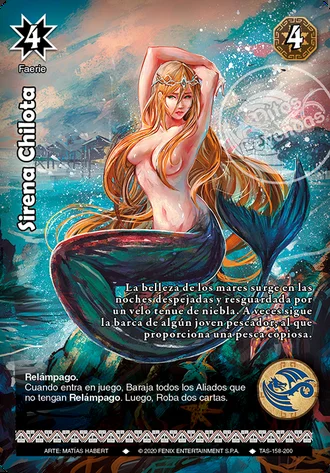 4
4
Faerie
Sirena Chilota
La belleza de los mares surge en las
noches despejadas y resguardada por
un velo tenue de niebla. A veces sigue
la barca de algún joven pescador, al que
proporciona una pesca copiosa.
Relámpago.
Cuando entra en juego, Baraja todos los Aliados que
no tengan Relámpago. Luego, Roba dos cartas.
ARTE: MATÍAS HABERT © 2020 FENIX ENTERTAINMENT S.P.A. TAS-158-200